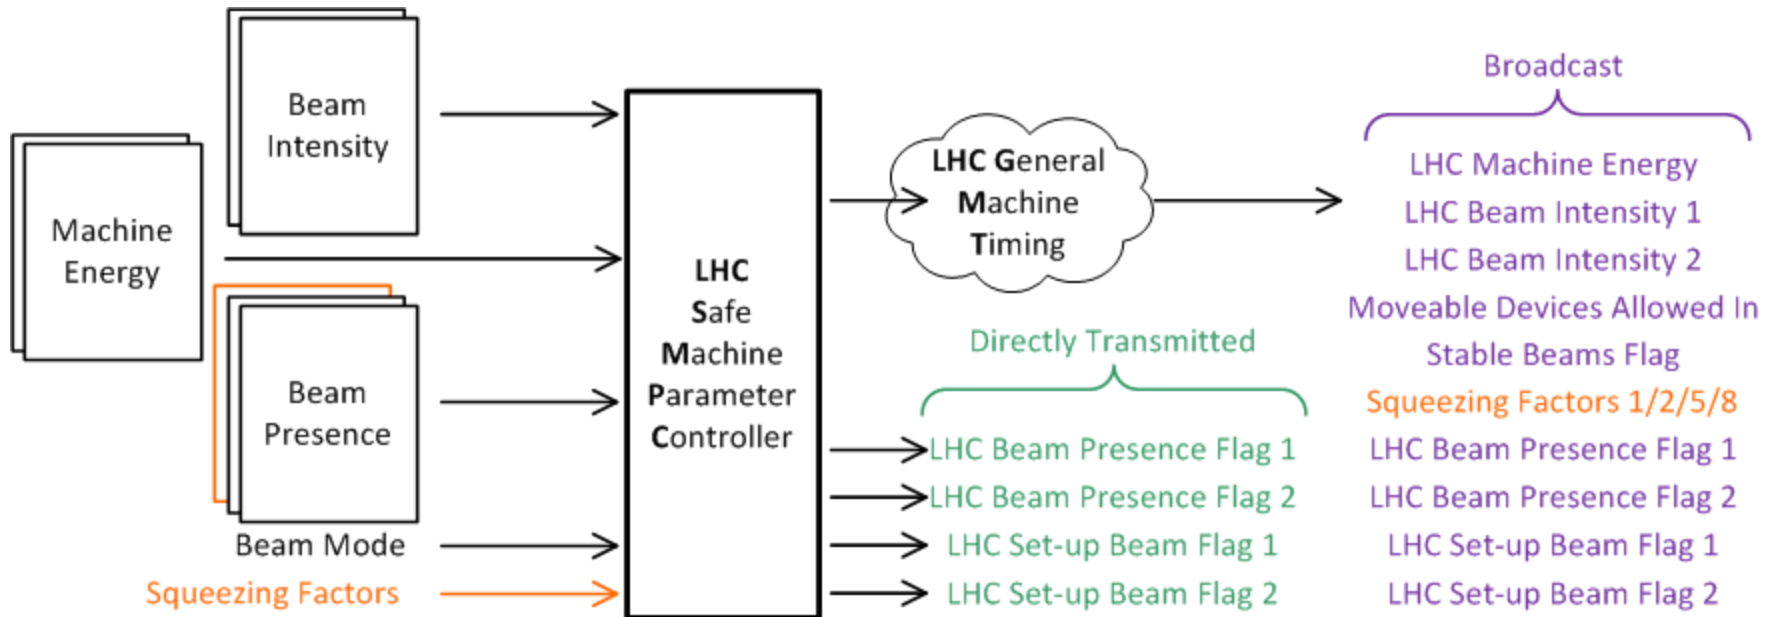 Beam
Intensity
Machine
Energy
Beam
Presence
Beam Mode
Squeezing Factors
LHC
Safe
Machine
Parameter
Controller
LHC General
Machine
Timing
Directly Transmitted
LHC Beam Presence Flag 1
LHC Beam Presence Flag 2
LHC Set-up Beam Flag 1
LHC Set-up Beam Flag 2
Broadcast
LHC Machine Energy
LHC Beam Intensity 1
LHC Beam Intensity 2
Moveable Devices Allowed In
Stable Beams Flag
Squeezing Factors 1/2/5/8
LHC Beam Presence Flag 1
LHC Beam Presence Flag 2
LHC Set-up Beam Flag 1
LHC Set-up Beam Flag 2